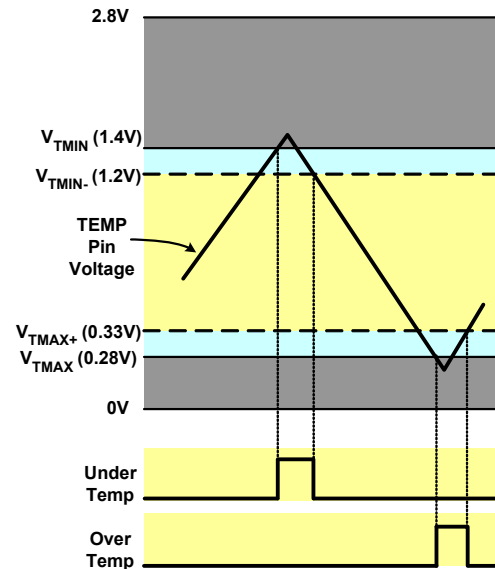 2.8V
VTMIN (1.4V)
VTMIN- (1.2V)
TEMP
Pin
Voltage
VTMAX+ (0.33V)
VTMAX (0.28V)
0V
Under
Temp
Over
Temp